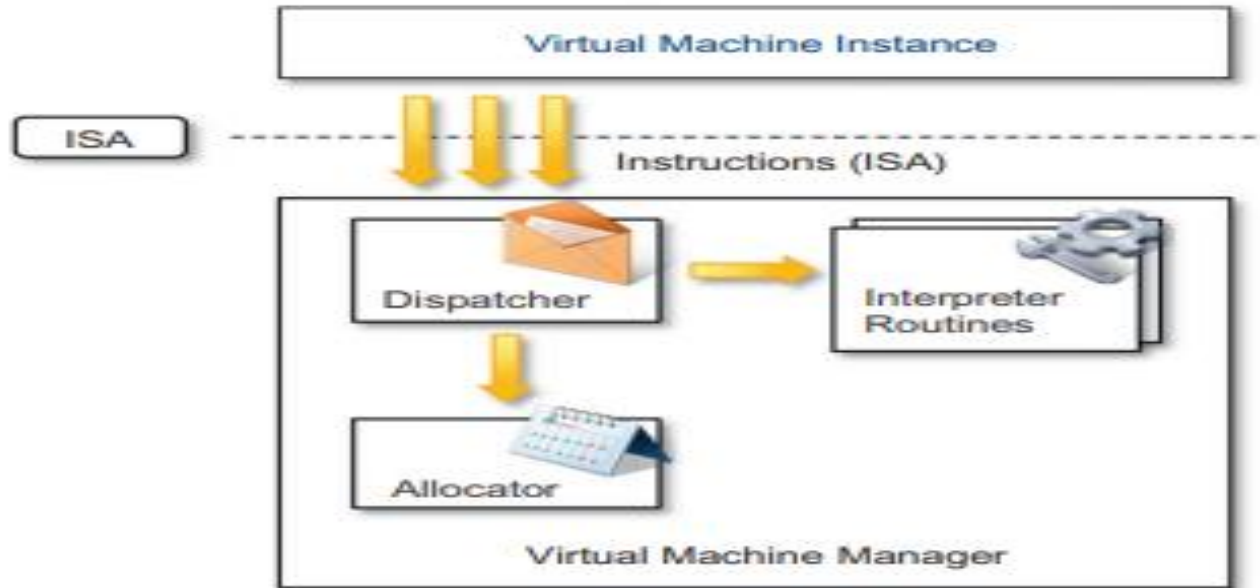 Virtual Machine Instance
ISA
Instructions (ISA)
Dispatcher
Interpreter
Routines
Allocator
Virtual Machine Manager